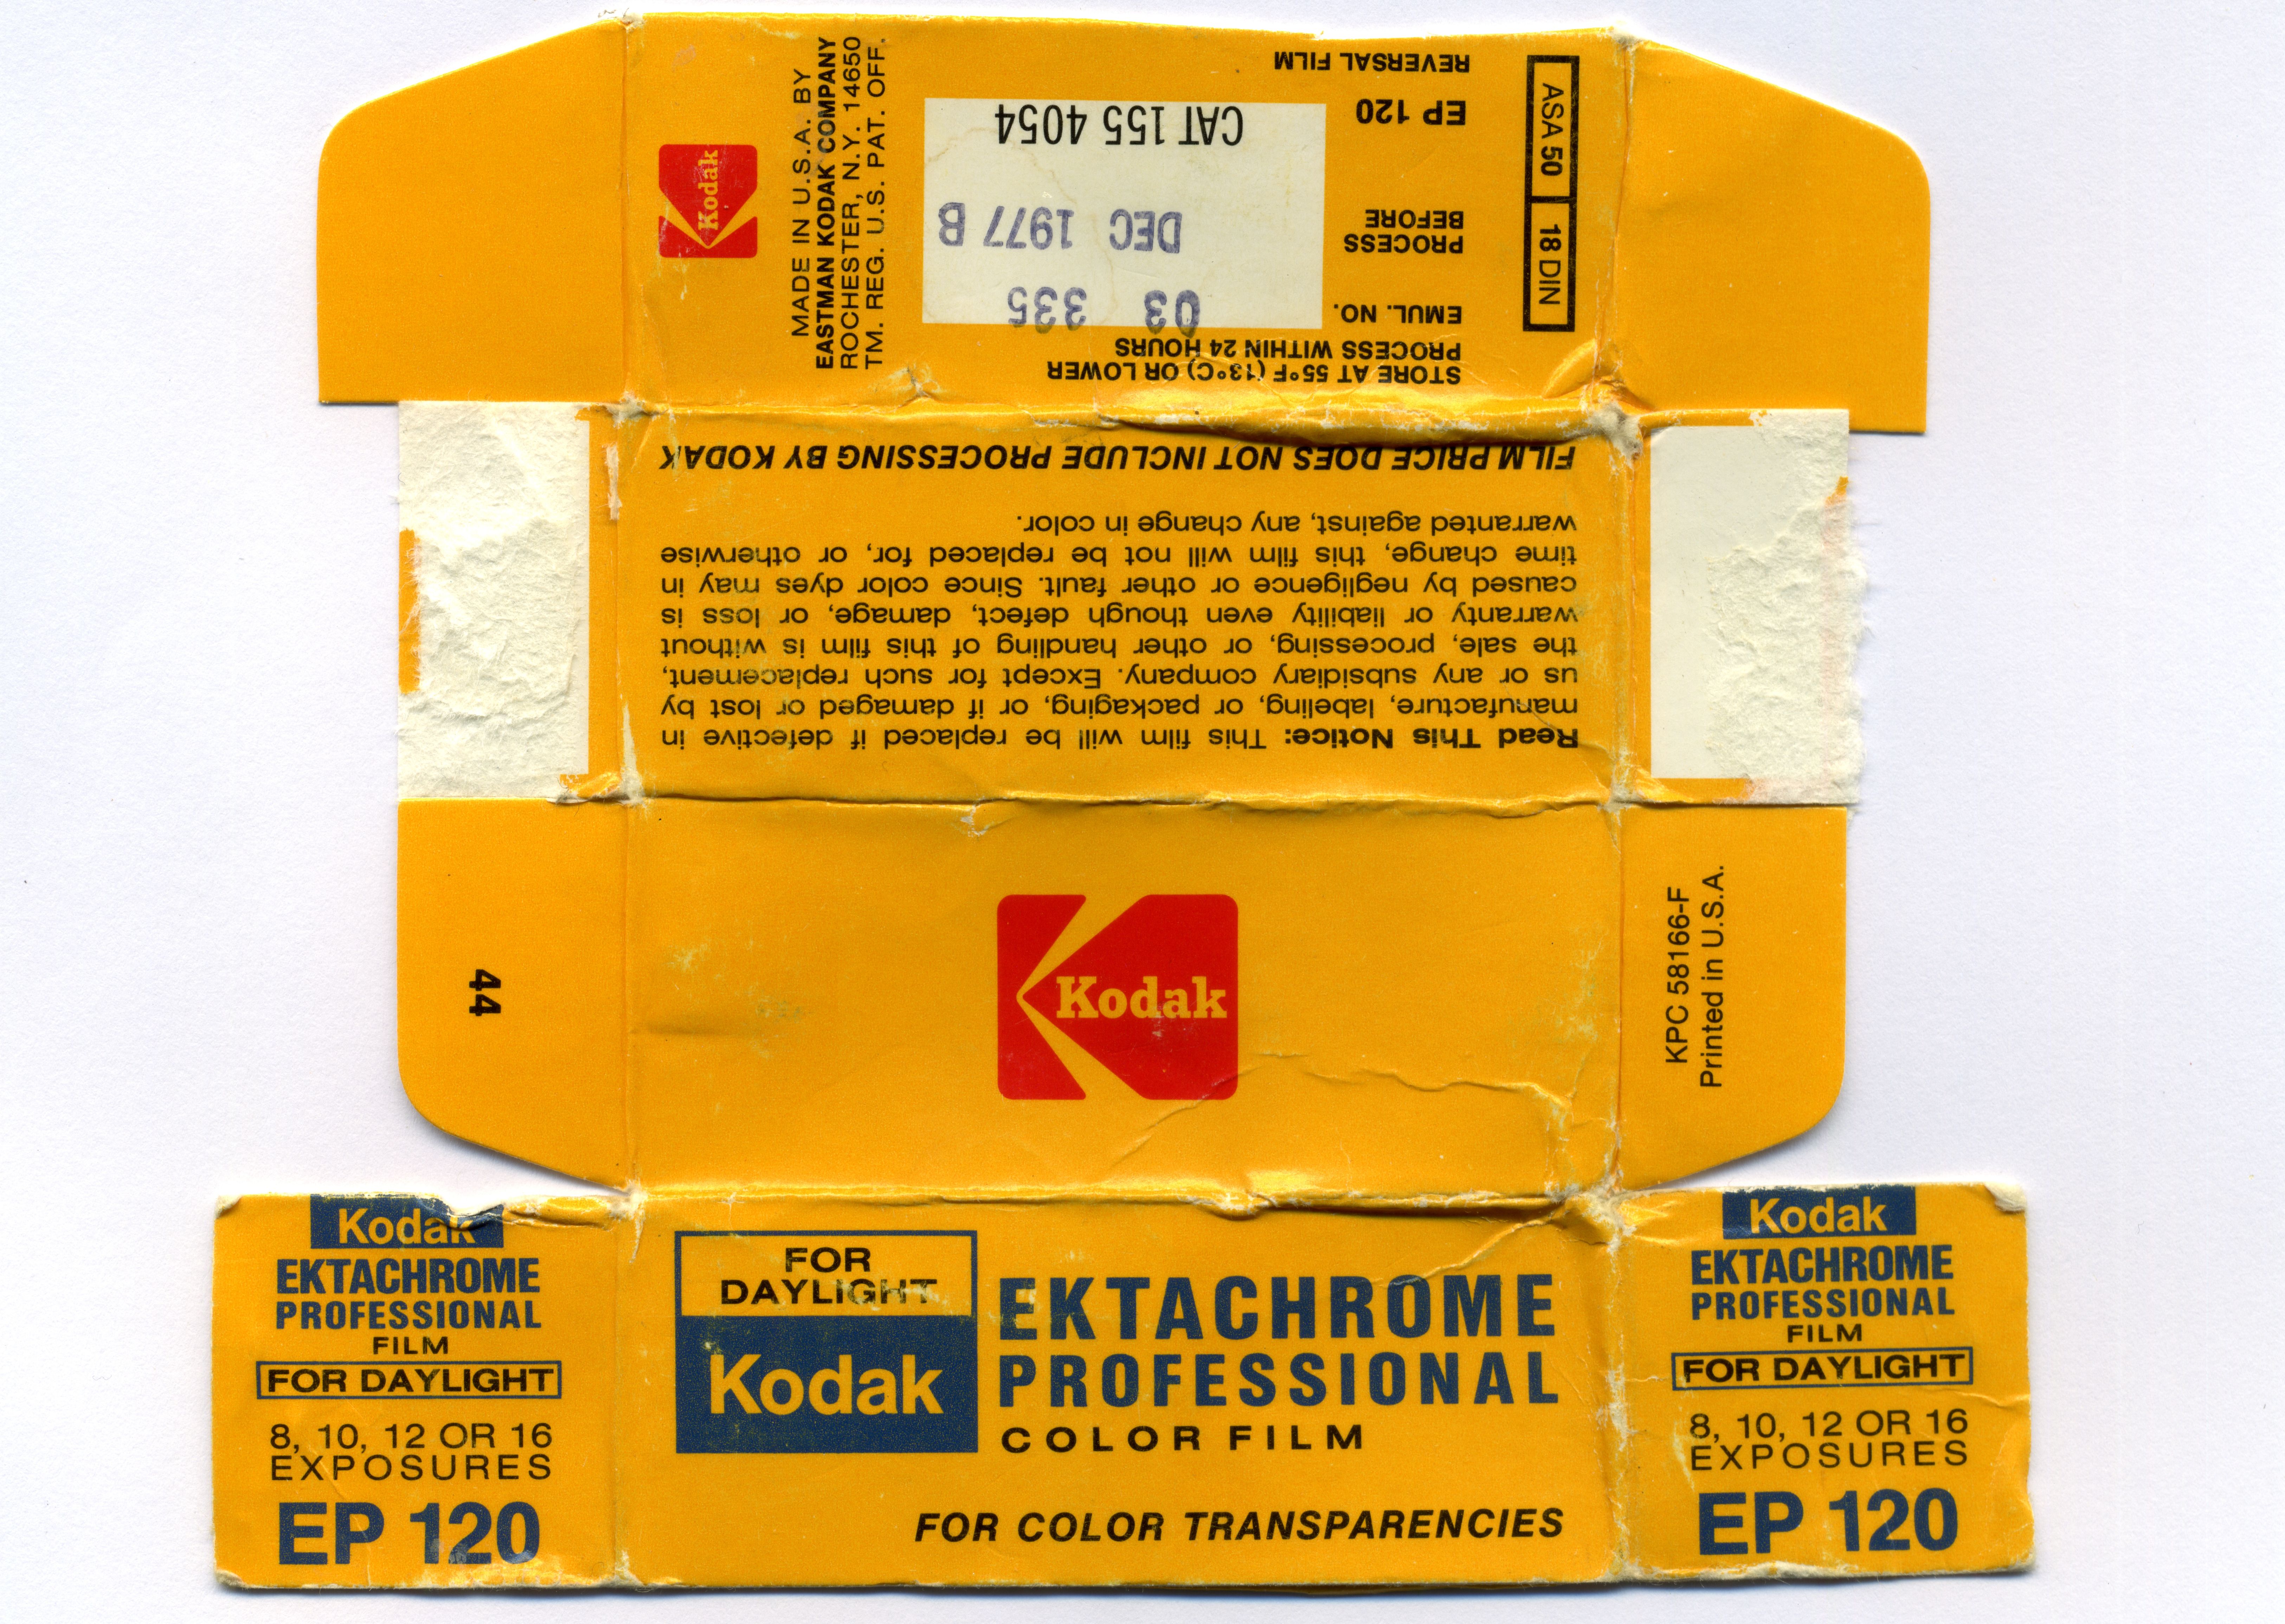 MADE IN U.S.A. BY
EASTMAN KODAK COMPANY
ROCHESTER, N.Y. 14650
TM. REG. U.S. PAT. OFF.
Kodak
STORE AT 55°F (13°C) OR LOWER
PROCESS WITHIN 24 HOURS
EMUL. NO. 03 335
PROCESS
BEFORE
DEC 1977 B
EP 120
CAT 155 4054
REVERSAL FILM
ASA 50
18 DIN
Read This Notice: This film will be replaced if defective in
manufacture, labeling, or packaging, or if damaged or lost by
us or any subsidiary company. Except for such replacement,
the sale, processing, or other handling of this film is without
warranty or liability even though defect, damage, or loss is
caused by negligence or other fault. Since color dyes may in
time change, this film will not be replaced for, or otherwise
warranted against, any change in color.
FILM PRICE DOES NOT INCLUDE PROCESSING BY KODAK
44
Kodak
KPC 58166-F
Printed in U.S.A.
Kodak
EKTACHROME
PROFESSIONAL
FILM
FOR DAYLIGHT
8, 10, 12 OR 16
EXPOSURES
EP 120
FOR
DAYLIGHT
Kodak
EKTACHROME
PROFESSIONAL
COLOR FILM
FOR COLOR TRANSPARENCIES
Kodak
EKTACHROME
PROFESSIONAL
FILM
FOR DAYLIGHT
8, 10, 12 OR 16
EXPOSURES
EP 120